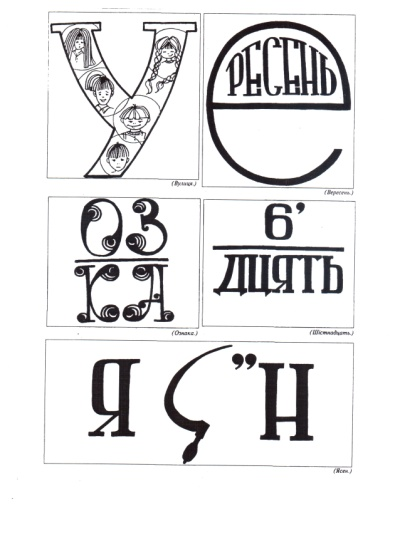 У
е
РЕСЕНЬ
(Вулиця.)
(Вересень.)
ОЗ
КА
6’
ДЦЯТЬ
(Ознака.)
(Шістнадцять.)
Я ” Н
(Ясен.)